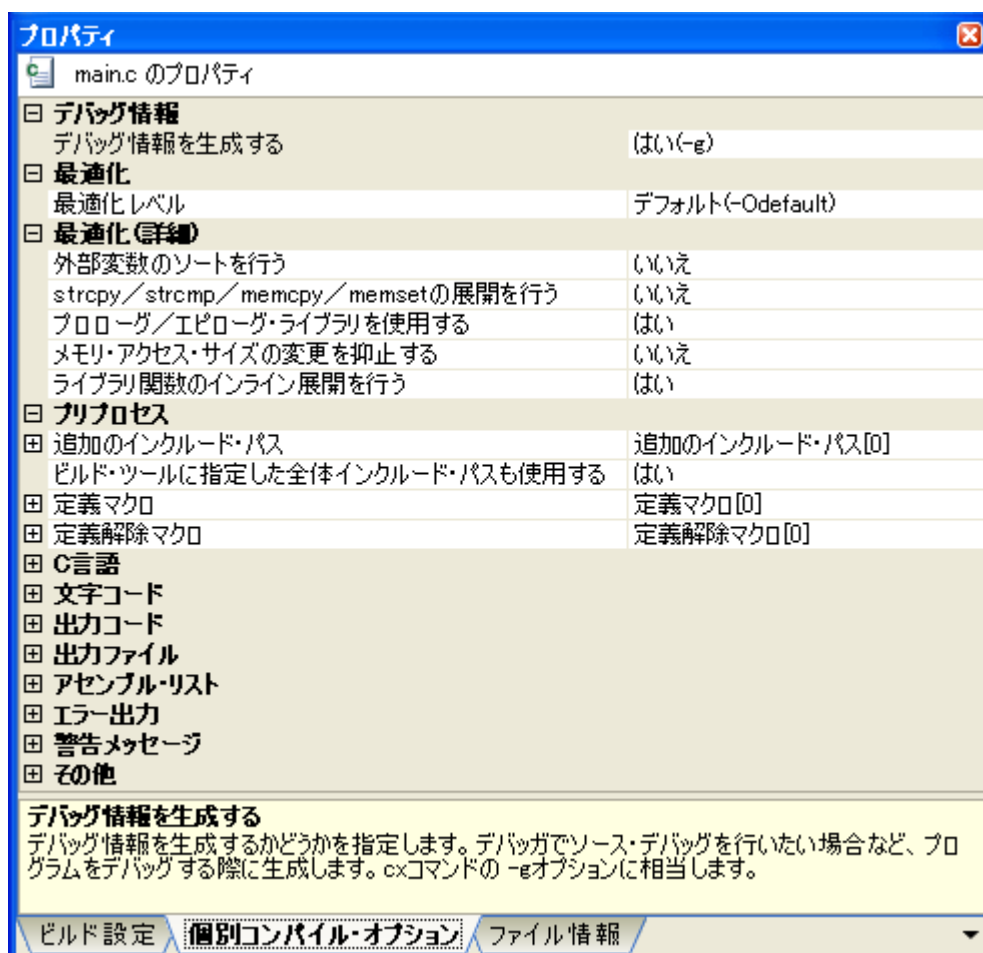 プロパティ
main.c のプロパティ
デバッグ情報
デバッグ情報を生成する はい(-g)
最適化
最適化レベル デフォルト(-Odefault)
最適化(詳細)
外部変数のソートを行う いいえ
strcpy／strcmp／memcpy／memsetの展開を行う いいえ
プロローグ／エピローグ・ライブラリを使用する はい
メモリ・アクセス・サイズの変更を抑止する いいえ
ライブラリ関数のインライン展開を行う はい
プリプロセス
追加のインクルード・パス 追加のインクルード・パス[0]
ビルド・ツールに指定した全体インクルード・パスも使用する はい
定義マクロ 定義マクロ[0]
定義解除マクロ 定義解除マクロ[0]
C言語
文字コード
出力コード
出力ファイル
アセンブル・リスト
エラー出力
警告メッセージ
その他
デバッグ情報を生成する
デバッグ情報を生成するかどうかを指定します。デバッガでソース・デバッグを行いたい場合など、プロ
グラムをデバッグする際に生成します。cxコマンドの -gオプションに相当します。
ビルド設定 個別コンパイル・オプション ファイル情報